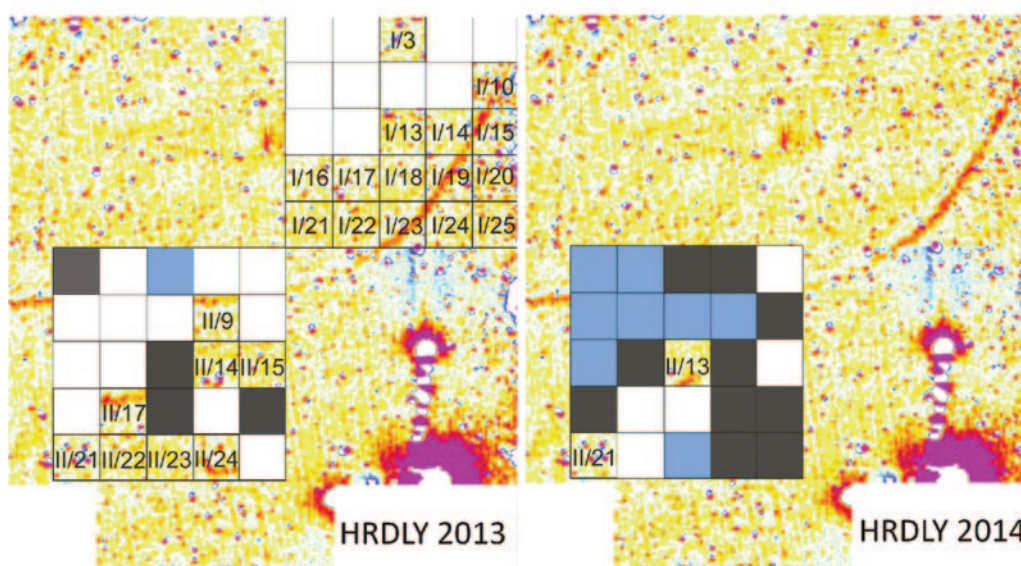 I/3
I/10
I/13 I/14 I/15
I/16 I/17 I/18 I/19 I/20
I/21 I/22 I/23 I/24 I/25
II/9
II/14 II/15
II/17
II/21 II/22 II/23 II/24
HRDLY 2013
II/13
II/21
HRDLY 2014